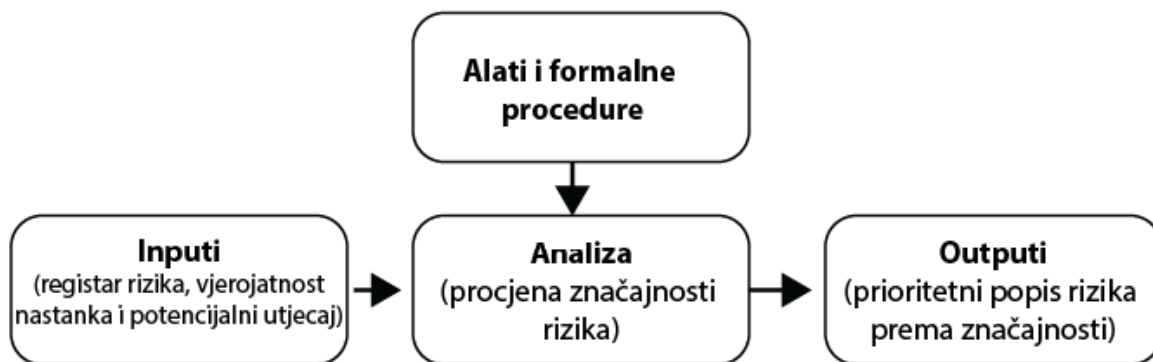 Alati i formalne
procedure
Inputi
(registar rizika, vjerojatnost
nastanka i potencijalni utjecaj)
Analiza
(procjena značajnosti
rizika)
Outputi
(prioritetni popis rizika
prema značajnosti)